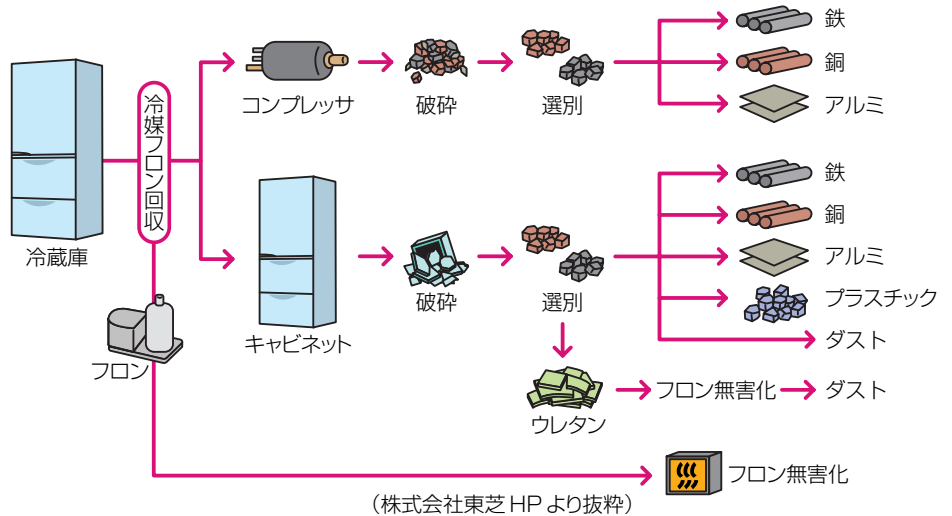 冷蔵庫
冷媒フロン回収
フロン
コンプレッサ
破砕
選別
鉄
銅
アルミ
キャビネット
破砕
選別
鉄
銅
アルミ
プラスチック
ダスト
ウレタン
フロン無害化
ダスト
フロン無害化
（株式会社東芝 HP より抜粋）